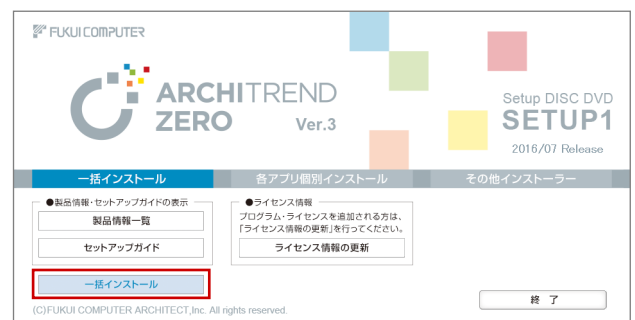 FUKUI COMPUTER
ARCHITREND
ZERO Ver.3
Setup DISC DVD
SETUP1
2016/07 Release
一括インストール
各アプリ個別インストール
その他インストーラー
●製品情報・セットアップガイドの表示
製品情報一覧
セットアップガイド
●ライセンス情報
プログラム・ライセンスを追加される方は、
「ライセンス情報の更新」を行ってください。
ライセンス情報の更新
一括インストール
終 了
(C)FUKUI COMPUTER ARCHITECT,Inc. All rights reserved.